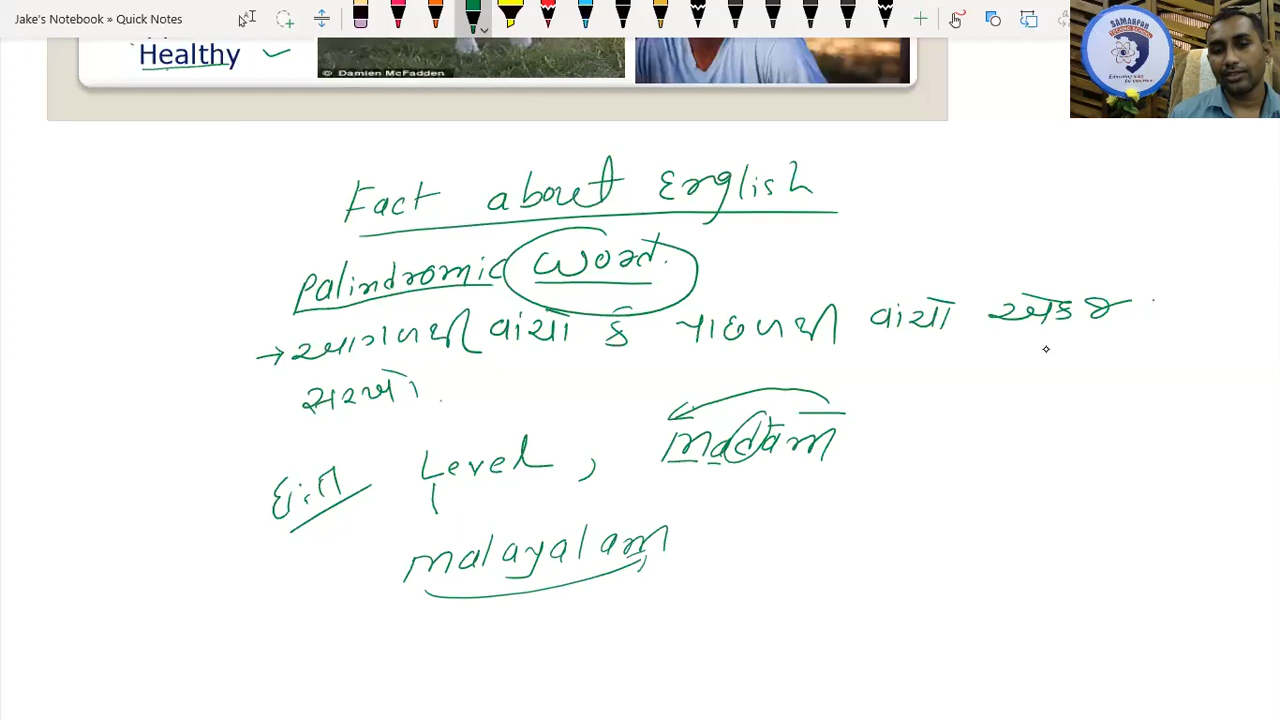 Jake's Notebook » Quick Notes
Healthy
© Damien McFadden
SAMARPAN
Fact about English
Palindromic Word.
→ આગળથી વાંચો કે પાછળથી વાંચો એક જ
સરખો.
Level, madam
malayalam